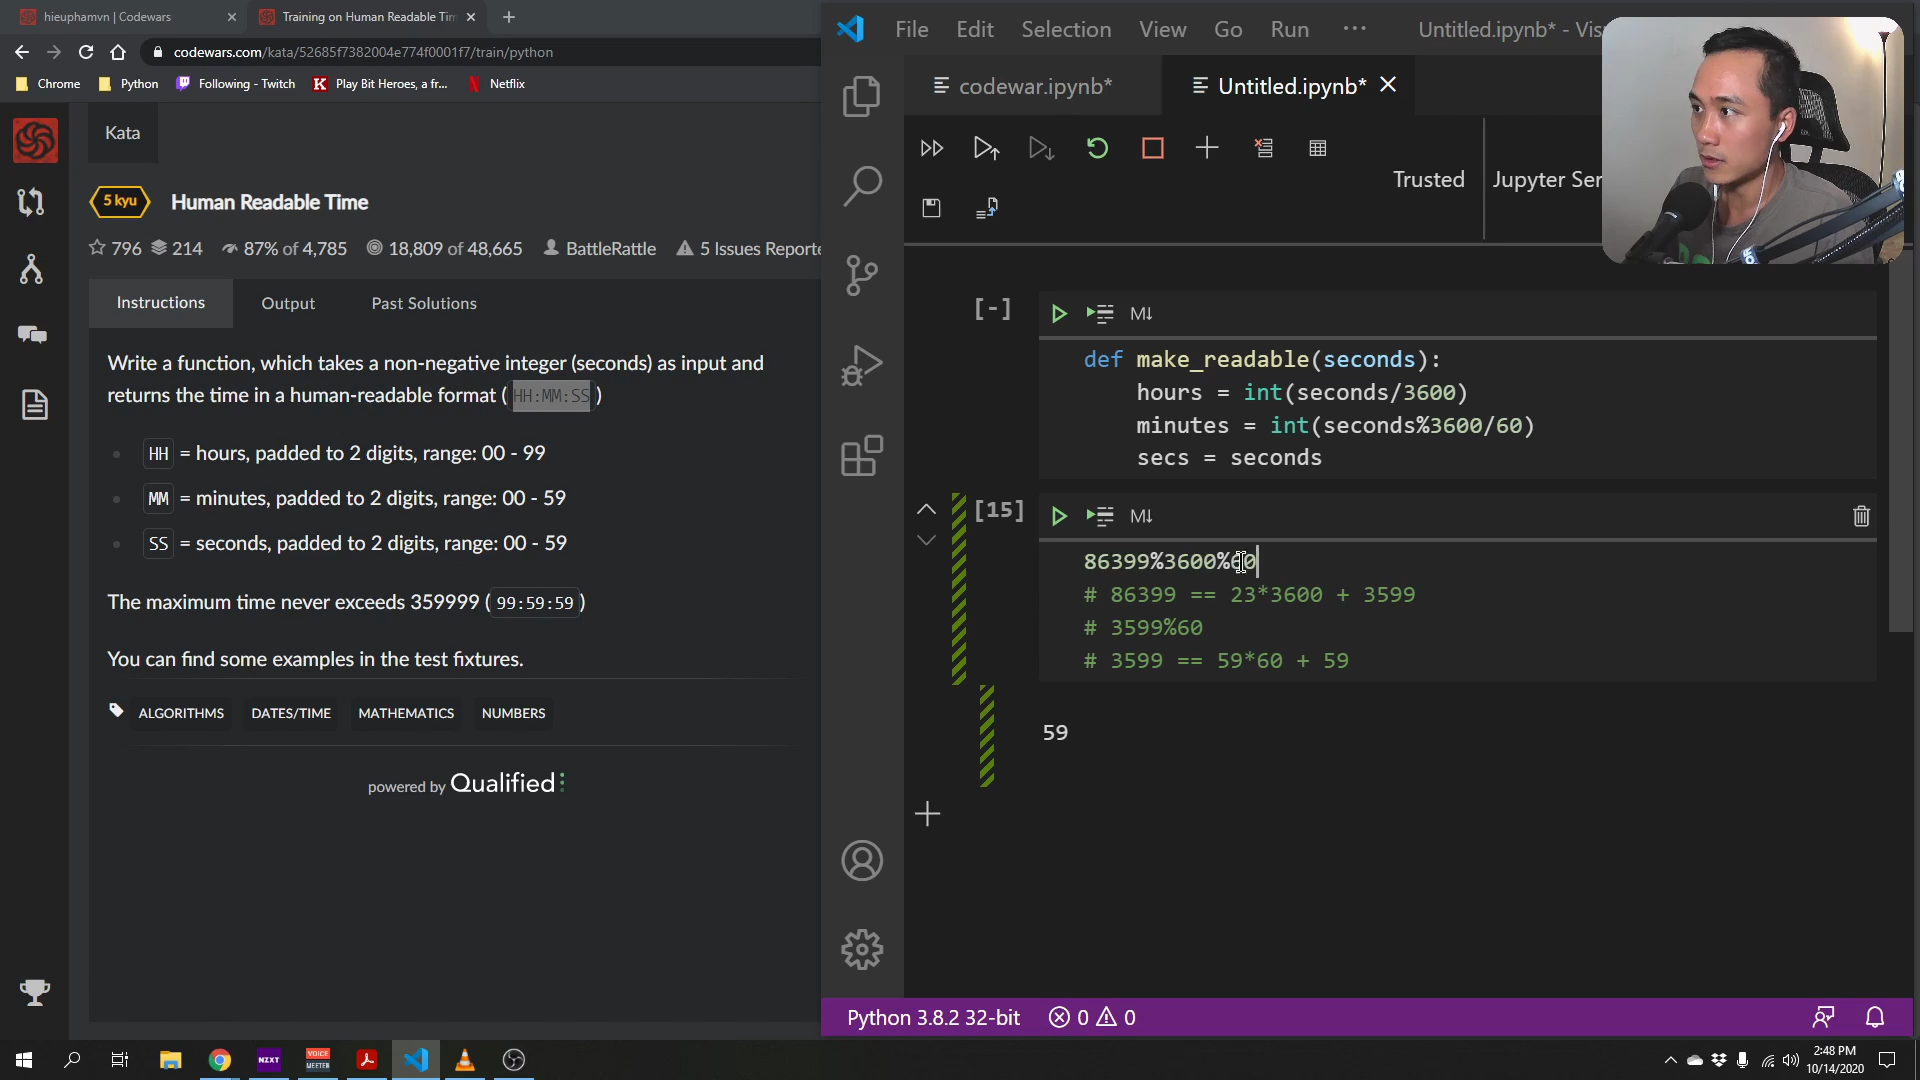 hieuphamvn | Codewars
Training on Human Readable Tim
codewars.com/kata/52685f7382004e774f0001f7/train/python
Chrome
Python
Following - Twitch
Play Bit Heroes, a fr...
Netflix
Kata
5 kyu
Human Readable Time
796
214
87% of 4,785
18,809 of 48,665
BattleRattle
5 Issues Reporte
Instructions
Output
Past Solutions
Write a function, which takes a non-negative integer (seconds) as input and
returns the time in a human-readable format ( HH:MM:SS )
HH = hours, padded to 2 digits, range: 00 - 99
MM = minutes, padded to 2 digits, range: 00 - 59
SS = seconds, padded to 2 digits, range: 00 - 59
The maximum time never exceeds 359999 ( 99:59:59 )
You can find some examples in the test fixtures.
ALGORITHMS
DATES/TIME
MATHEMATICS
NUMBERS
powered by Qualified
File
Edit
Selection
View
Go
Run
...
Untitled.ipynb* - Vis
codewar.ipynb*
Untitled.ipynb*
Trusted
Jupyter Ser
[-]
M↓
def make_readable(seconds):
hours = int(seconds/3600)
minutes = int(seconds%3600/60)
secs = seconds
[15]
M↓
86399%3600%60
# 86399 == 23*3600 + 3599
# 3599%60
# 3599 == 59*60 + 59
59
Python 3.8.2 32-bit
0
0
NZXT
VOICE
MEETER
2:48 PM
10/14/2020